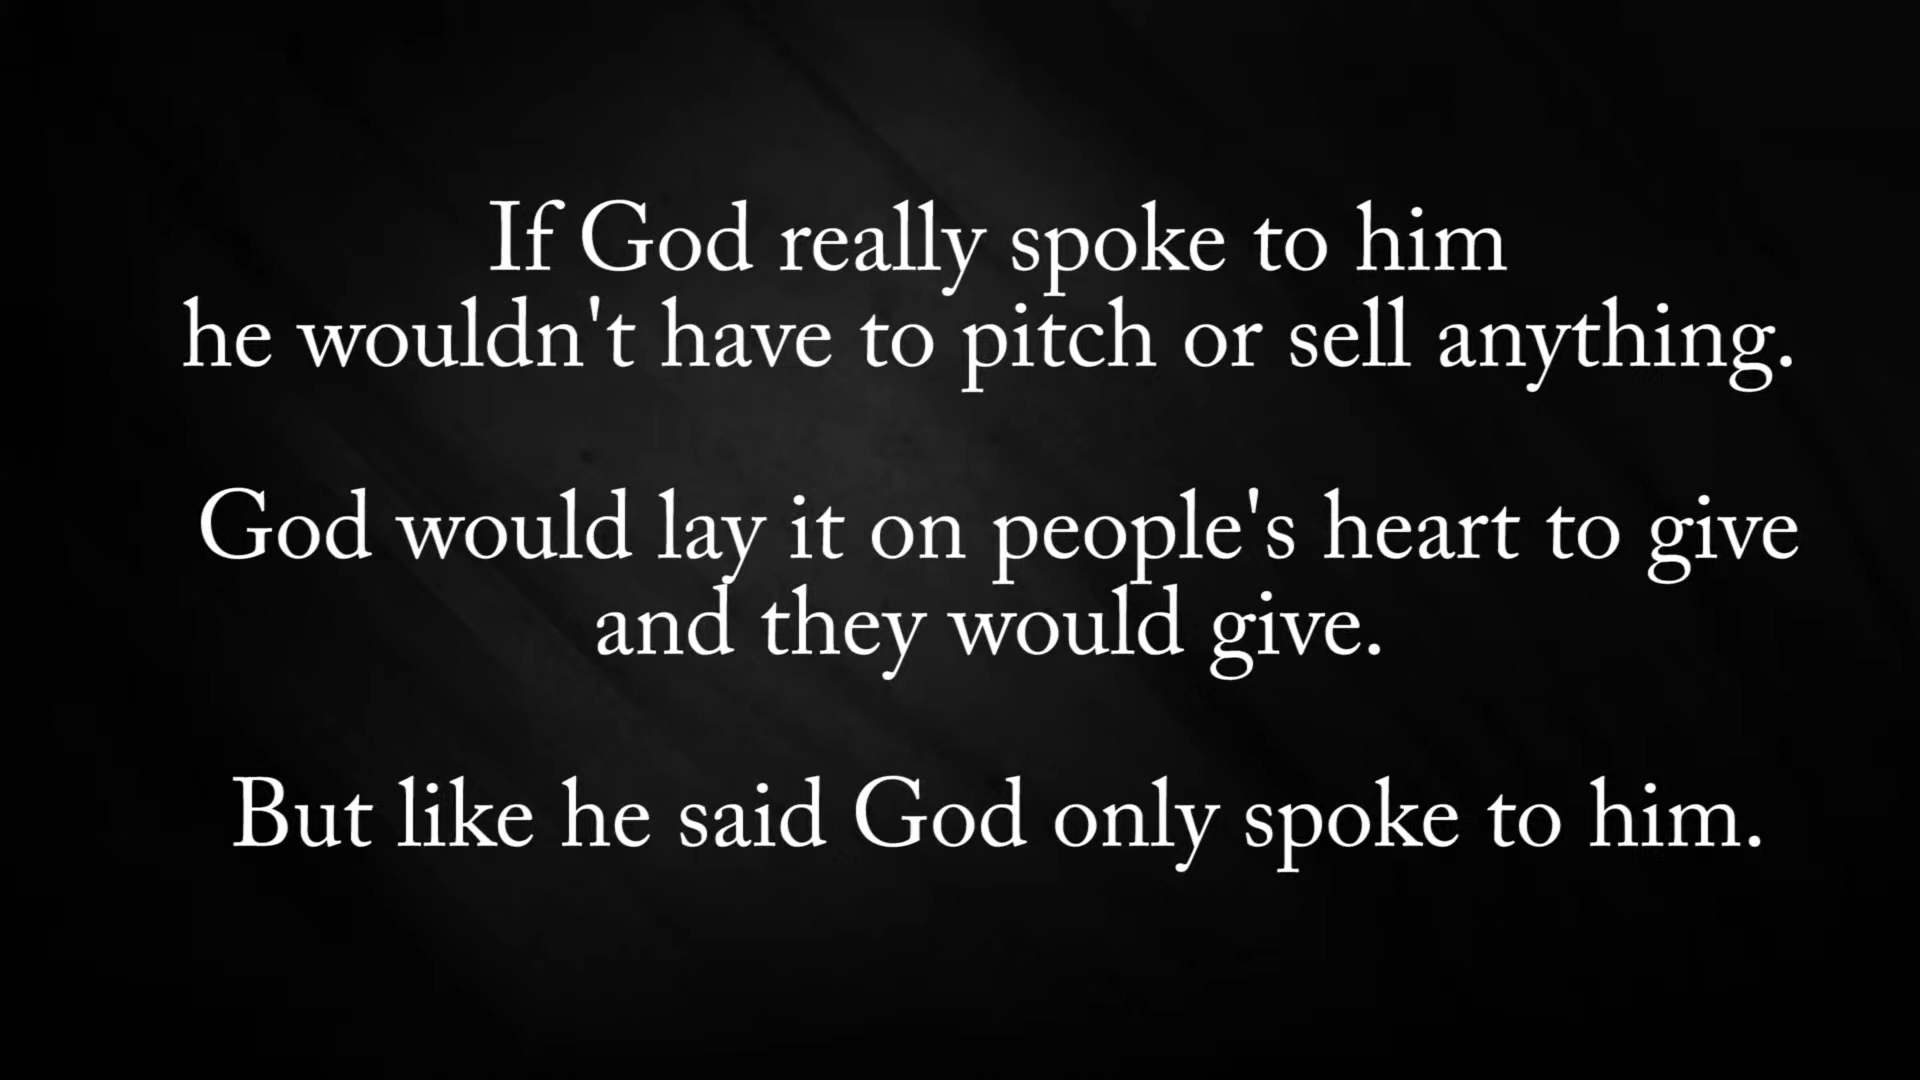 If God really spoke to him
he wouldn't have to pitch or sell anything.
God would lay it on people's heart to give
and they would give.
But like he said God only spoke to him.